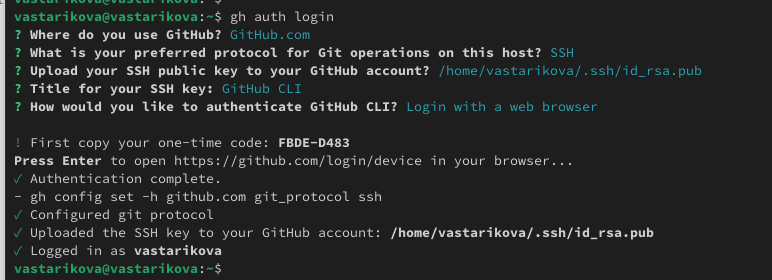 vastarikova@vastarikova:~$ gh auth login
? Where do you use GitHub? GitHub.com
? What is your preferred protocol for Git operations on this host? SSH
? Upload your SSH public key to your GitHub account? /home/vastarikova/.ssh/id_rsa.pub
? Title for your SSH key: GitHub CLI
? How would you like to authenticate GitHub CLI? Login with a web browser
! First copy your one-time code: FBDE-D483
Press Enter to open https://github.com/login/device in your browser...
✓ Authentication complete.
- gh config set -h github.com git_protocol ssh
✓ Configured git protocol
✓ Uploaded the SSH key to your GitHub account: /home/vastarikova/.ssh/id_rsa.pub
✓ Logged in as vastarikova
vastarikova@vastarikova:~$